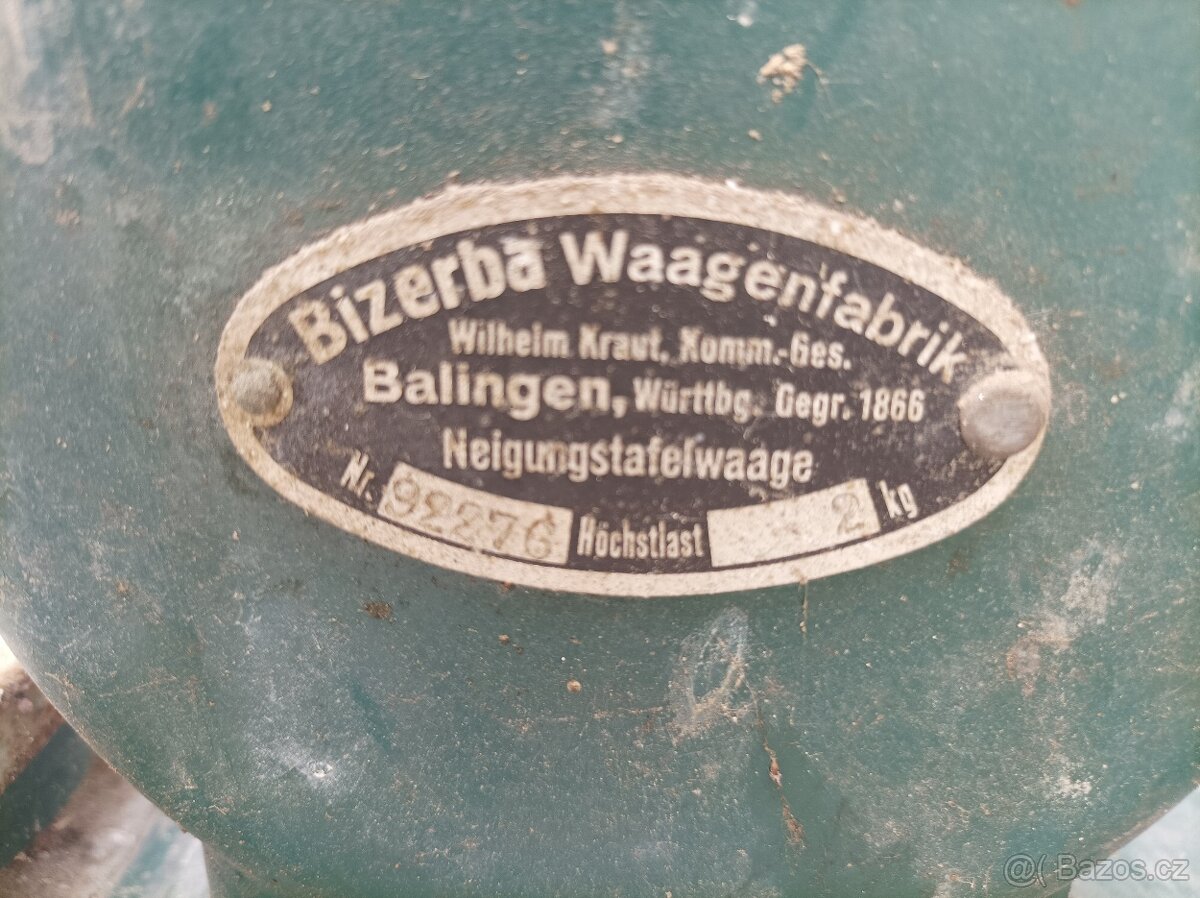 Bizerba Waagenfabrik
Wilhelm Kraut, Komm.-Ges.
Balingen, Württbg. Gegr. 1866
Neigungstafelwaage
Nr. 92276 Höchstlast 2 kg
@( Bazos.cz